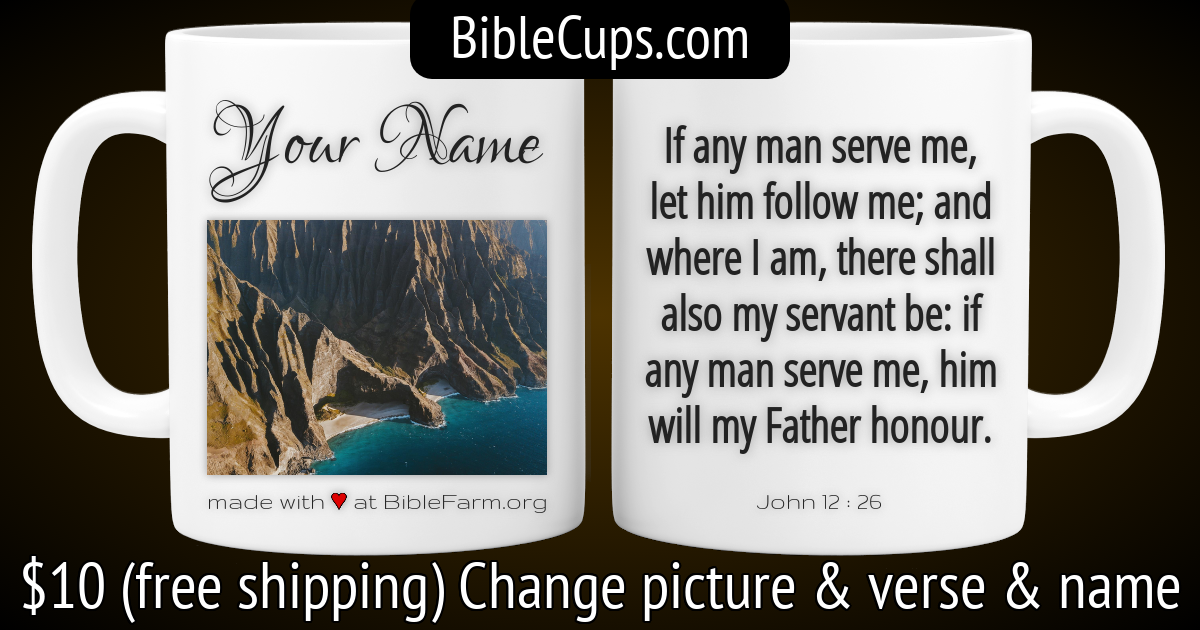 BibleCups.com
Your Name
made with ♥ at BibleFarm.org
If any man serve me,
let him follow me; and
where I am, there shall
also my servant be: if
any man serve me, him
will my Father honour.
John 12 : 26
$10 (free shipping) Change picture & verse & name